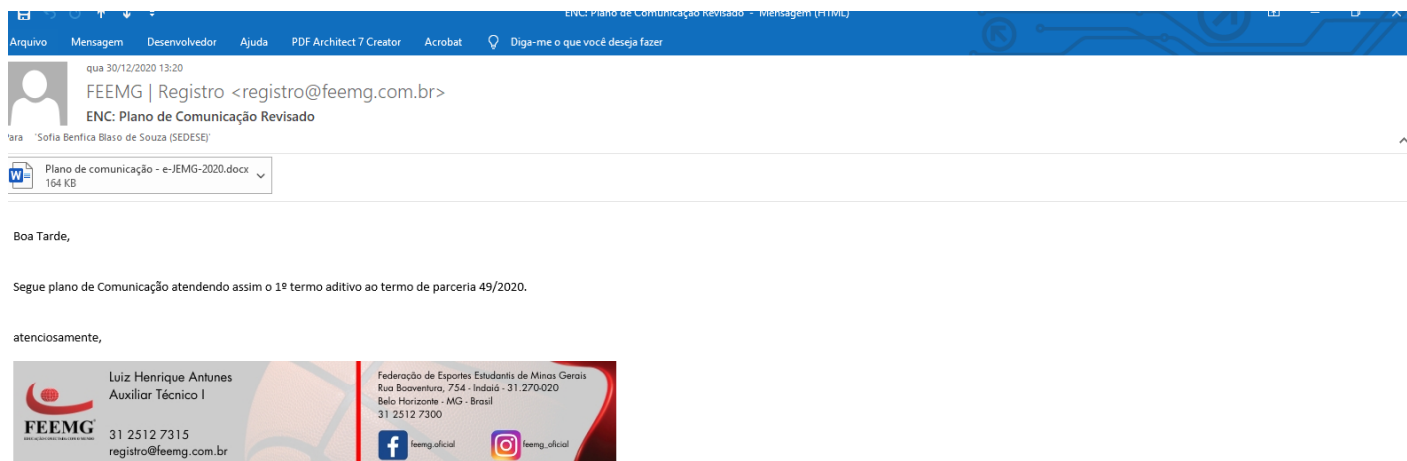 ENC: Plano de Comunicação Revisado - Mensagem (HTML)
Arquivo Mensagem Desenvolvedor Ajuda PDF Architect 7 Creator Acrobat Diga-me o que você deseja fazer
qua 30/12/2020 13:20
FEEMG | Registro <registro@feemg.com.br>
ENC: Plano de Comunicação Revisado
Para 'Sofia Benfica Blaso de Souza (SEDESE)'
Plano de comunicação - e-JEMG-2020.docx
164 KB
Boa Tarde,
Segue plano de Comunicação atendendo assim o 1º termo aditivo ao termo de parceria 49/2020.
atenciosamente,
Luiz Henrique Antunes
Auxiliar Técnico I
FEEMG
31 2512 7315
registro@feemg.com.br
Federação de Esportes Estudantis de Minas Gerais
Rua Boaventura, 754 - Indaiá - 31.270-020
Belo Horizonte - MG - Brasil
31 2512 7300
feemg.oficial
feemg_oficial